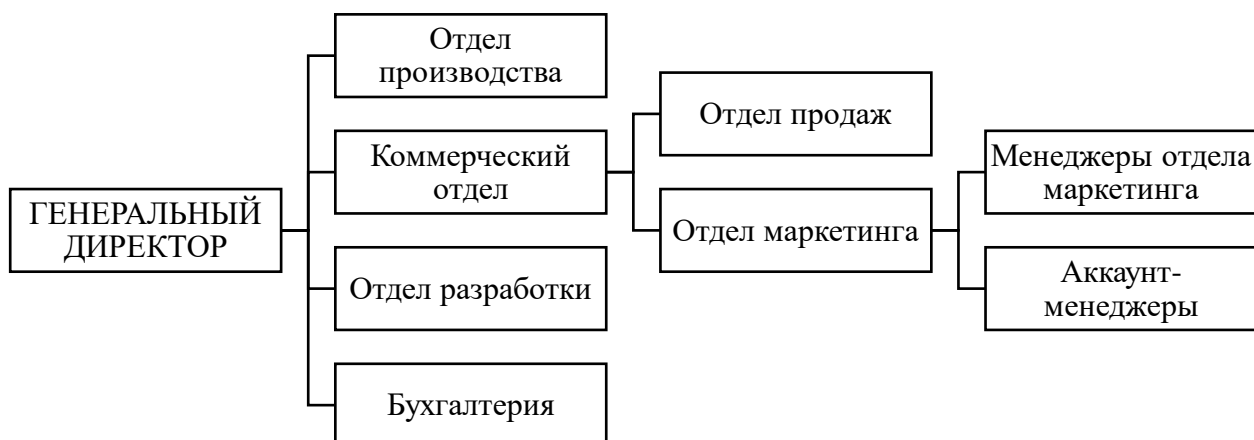 ГЕНЕРАЛЬНЫЙ
ДИРЕКТОР
Отдел
производства
Коммерческий
отдел
Отдел разработки
Бухгалтерия
Отдел продаж
Отдел маркетинга
Менеджеры отдела
маркетинга
Аккаунт-
менеджеры